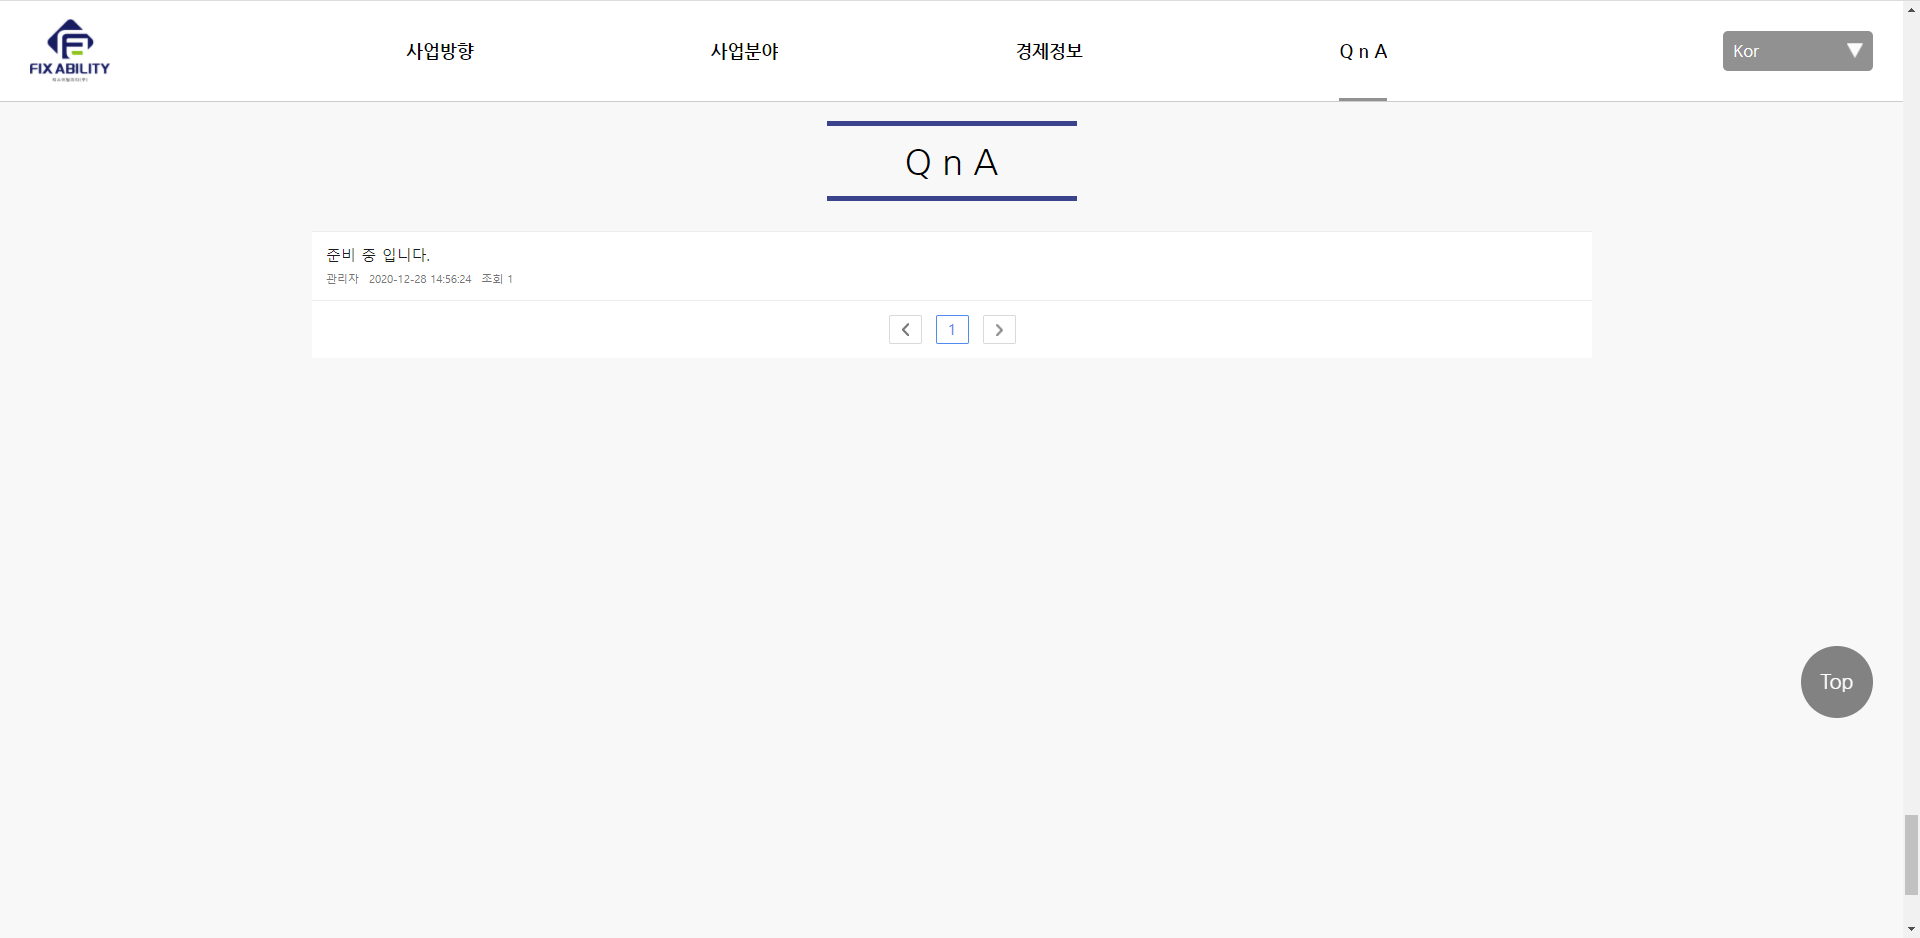 FIX ABILITY
사업방향
사업분야
경제정보
Q n A
Kor
Q n A
준비 중 입니다.
관리자 2020-12-28 14:56:24 조회 1
1
Top